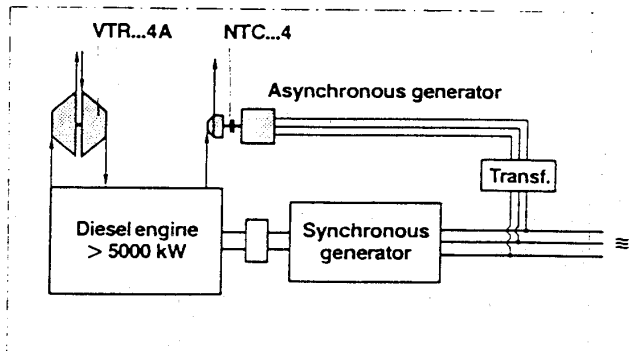 VTR...4A
NTC...4
Asynchronous generator
Transf.
Diesel engine
> 5000 kW
Synchronous
generator
≋